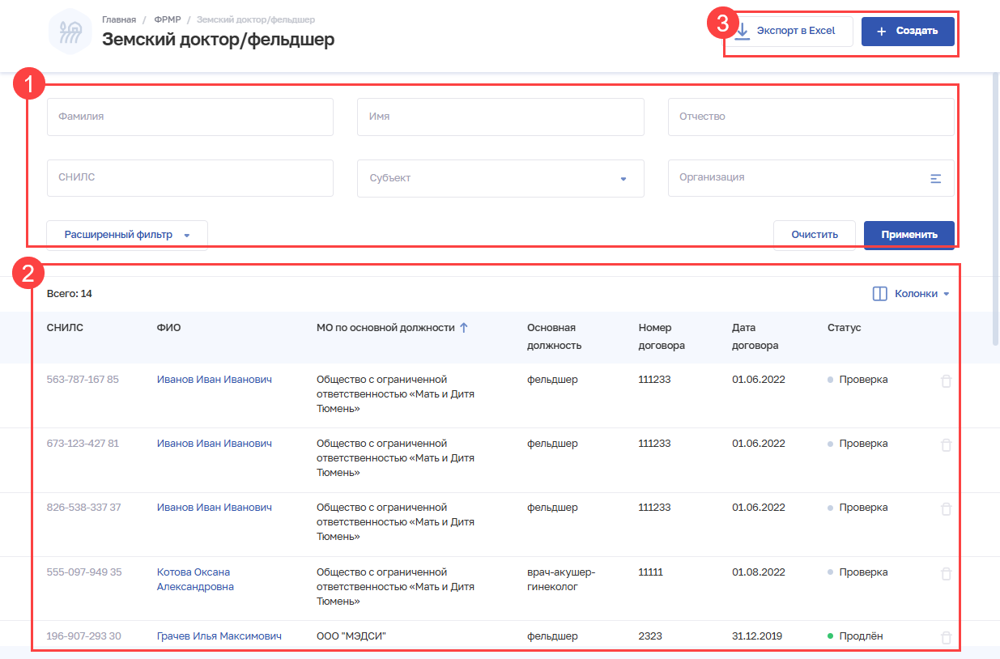 Главная / ФРМР / Земский доктор/фельдшер
Земский доктор/фельдшер
3
Экспорт в Excel
+ Создать
1
Фамилия
Имя
Отчество
СНИЛС
Субъект
Организация
Расширенный фильтр
Очистить
Применить
2
Всего: 14
Колонки
СНИЛС
ФИО
МО по основной должности
Основная
должность
Номер
договора
Дата
договора
Статус
563-787-167 85
Иванов Иван Иванович
Общество с ограниченной
ответственностью «Мать и Дитя
Тюмень»
фельдшер
111233
01.06.2022
Проверка
673-123-427 81
Иванов Иван Иванович
Общество с ограниченной
ответственностью «Мать и Дитя
Тюмень»
фельдшер
111233
01.06.2022
Проверка
826-538-337 37
Иванов Иван Иванович
Общество с ограниченной
ответственностью «Мать и Дитя
Тюмень»
фельдшер
111233
01.06.2022
Проверка
555-097-949 35
Котова Оксана
Александровна
Общество с ограниченной
ответственностью «Мать и Дитя
Тюмень»
врач-акушер-
гинеколог
11111
01.08.2022
Проверка
196-907-293 30
Грачев Илья Максимович
ООО "МЭДСИ"
фельдшер
2323
31.12.2019
Продлён